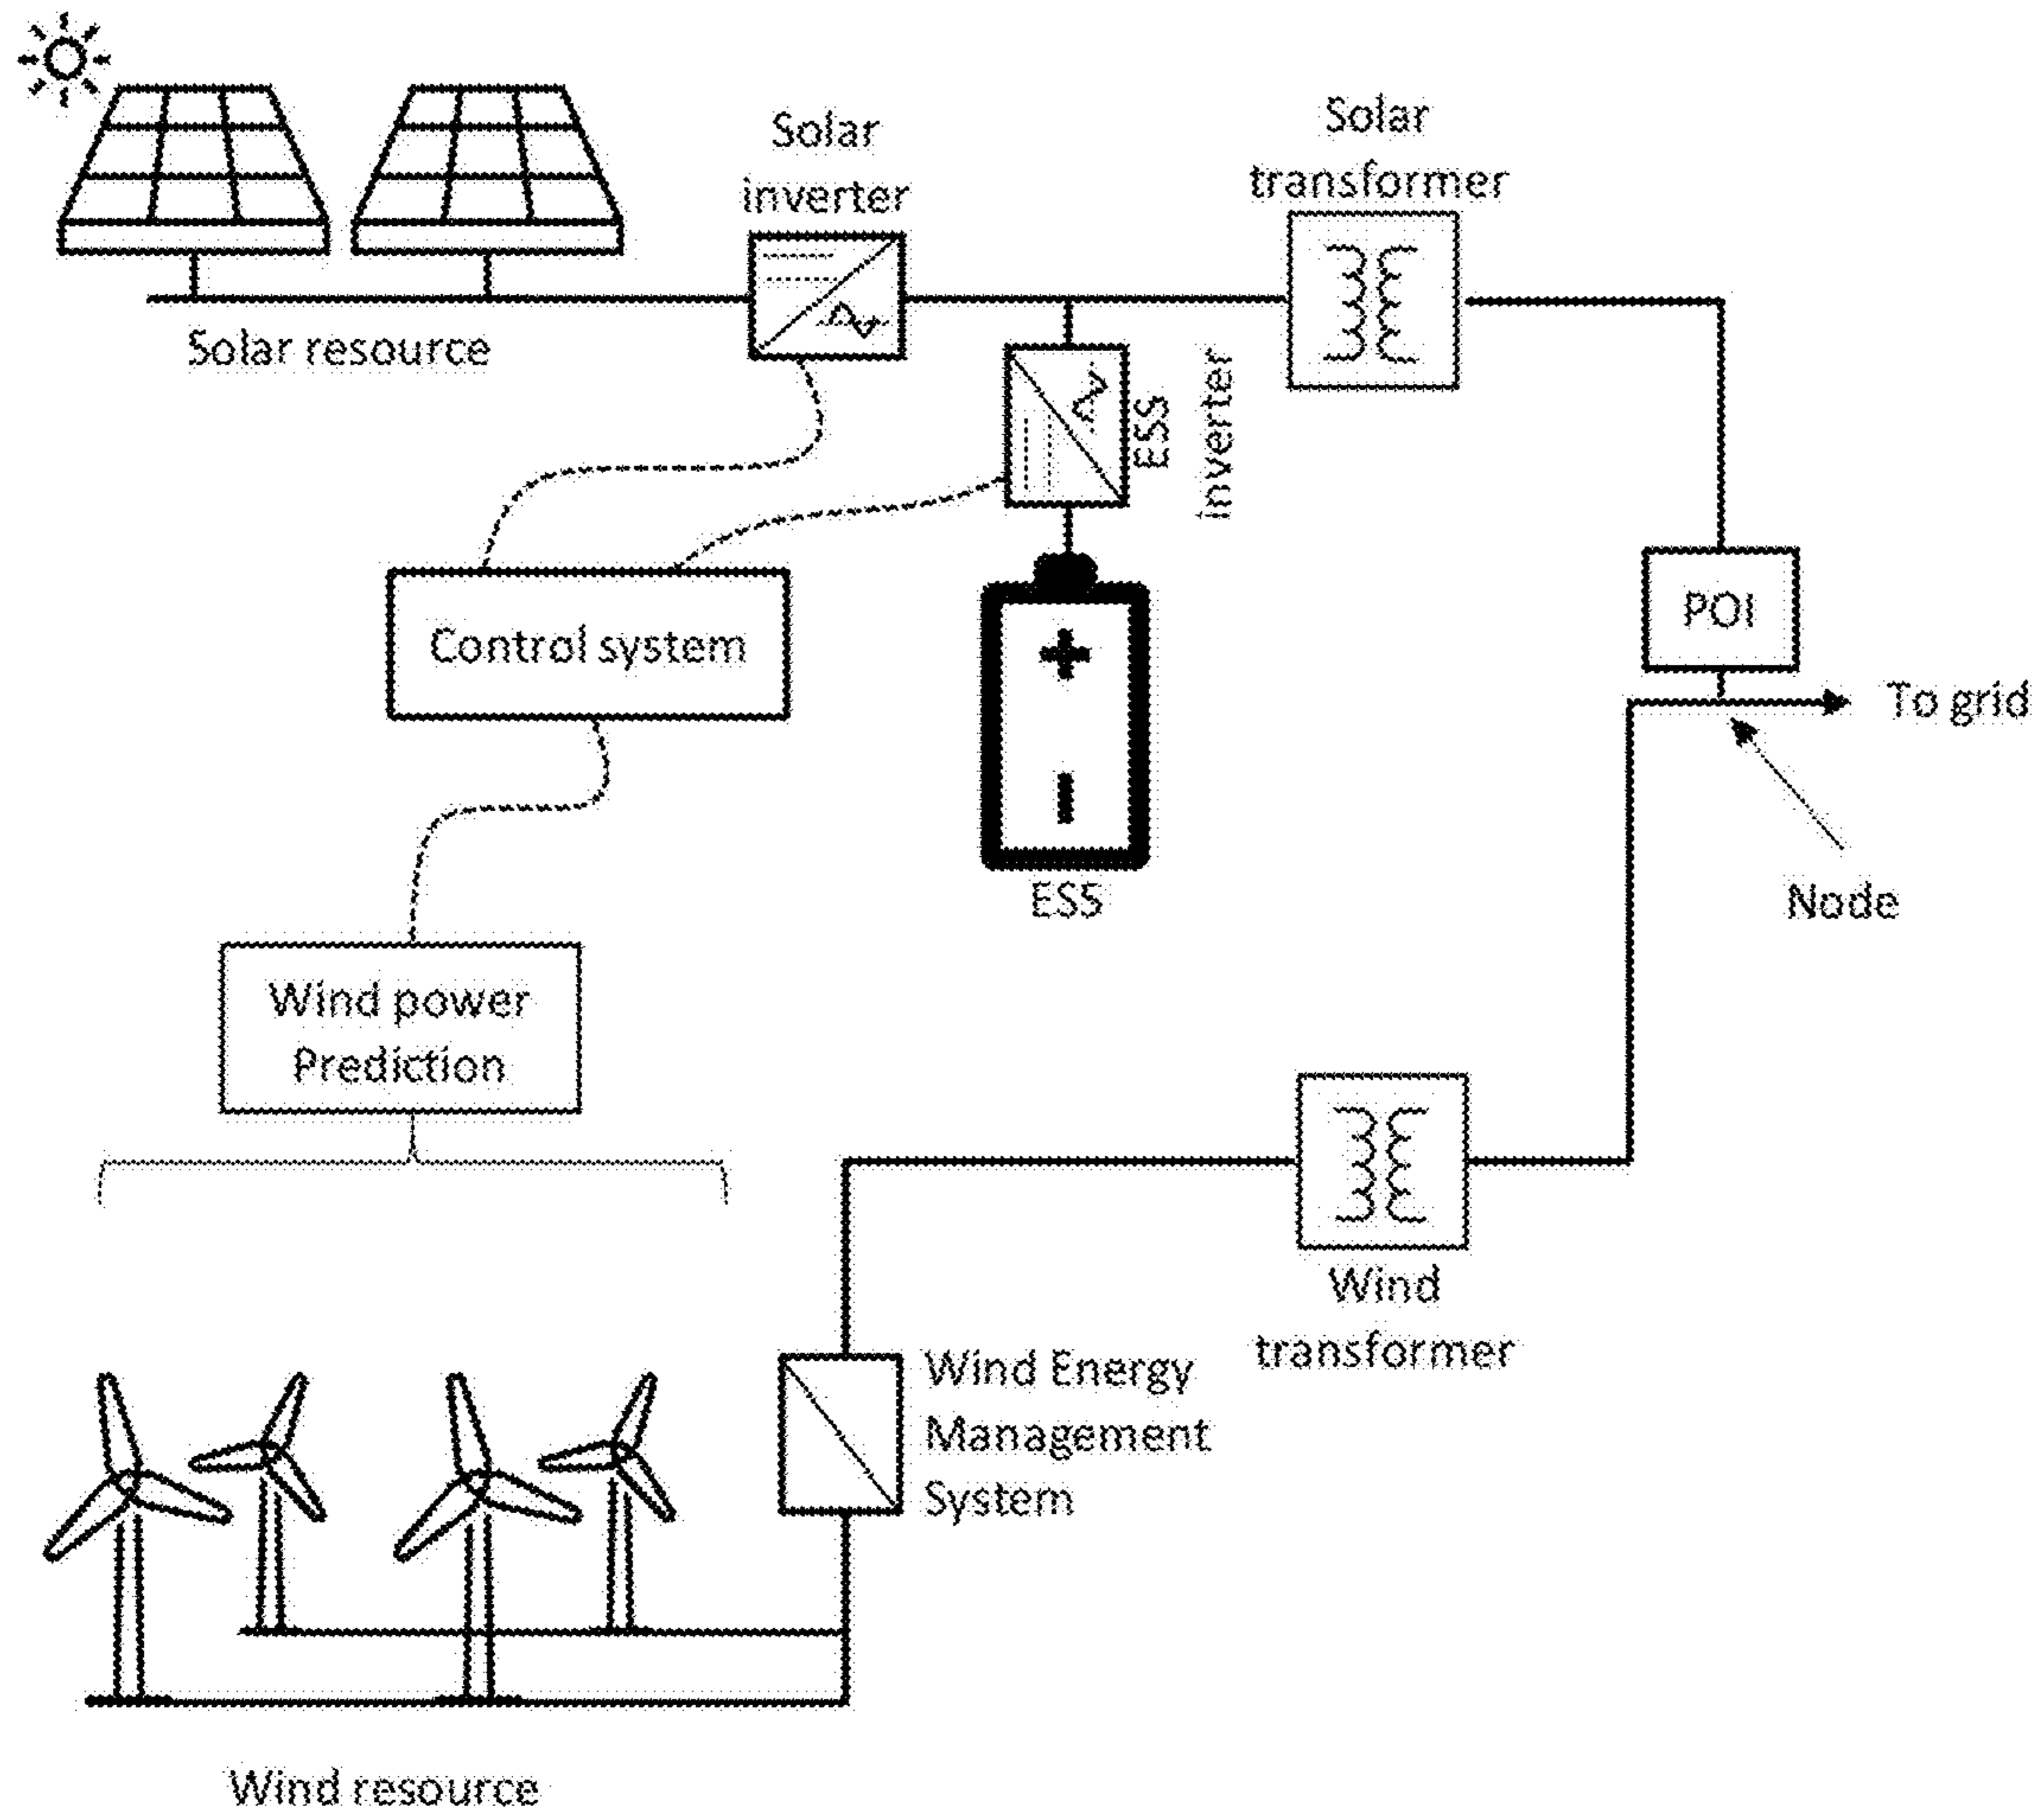 Solar
inverter
Solar
transformer
Solar resource
ESS
inverter
Control system
POI
To grid
ESS
Node
Wind power
Prediction
Wind
transformer
Wind Energy
Management
System
Wind resource